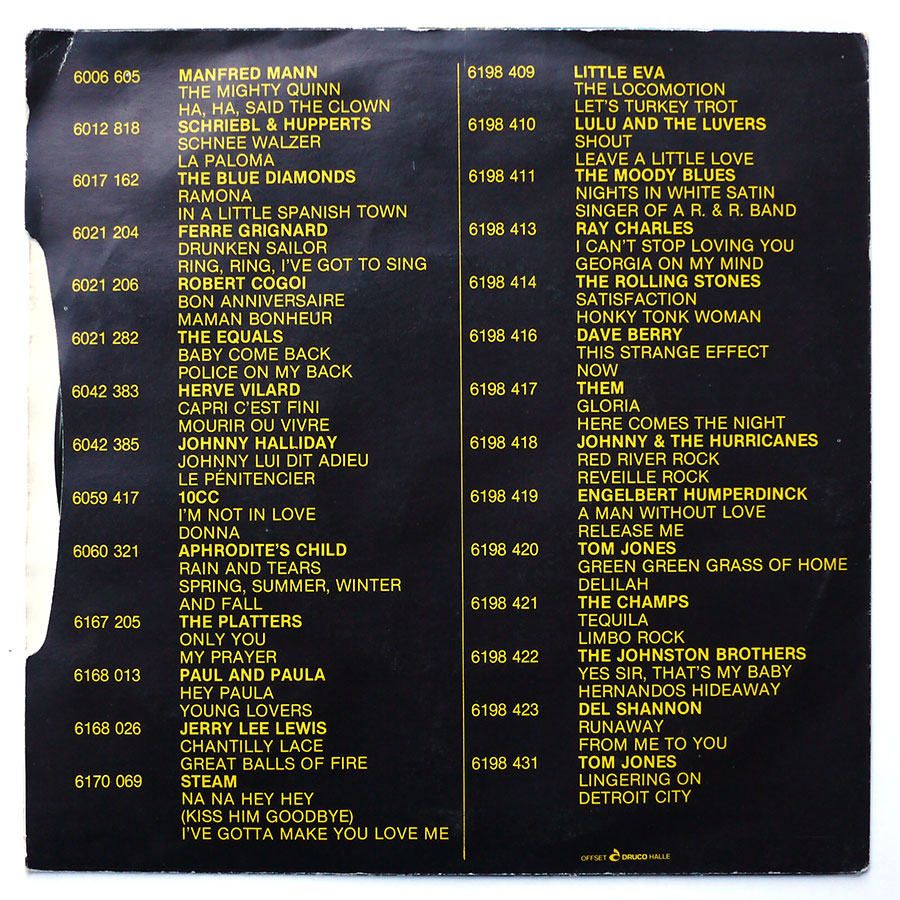 6006 605 MANFRED MANN
THE MIGHTY QUINN
HA, HA, SAID THE CLOWN
6012 818 SCHRIEBL & HUPPERTS
SCHNEE WALZER
LA PALOMA
6017 162 THE BLUE DIAMONDS
RAMONA
IN A LITTLE SPANISH TOWN
6021 204 FERRE GRIGNARD
DRUNKEN SAILOR
RING, RING, I'VE GOT TO SING
6021 206 ROBERT COGOI
BON ANNIVERSAIRE
MAMAN BONHEUR
6021 282 THE EQUALS
BABY COME BACK
POLICE ON MY BACK
6042 383 HERVE VILARD
CAPRI C'EST FINI
MOURIR OU VIVRE
6042 385 JOHNNY HALLIDAY
JOHNNY LUI DIT ADIEU
LE PÉNITENCIER
6059 417 10CC
I'M NOT IN LOVE
DONNA
6060 321 APHRODITE'S CHILD
RAIN AND TEARS
SPRING, SUMMER, WINTER
AND FALL
6167 205 THE PLATTERS
ONLY YOU
MY PRAYER
6168 013 PAUL AND PAULA
HEY PAULA
YOUNG LOVERS
6168 026 JERRY LEE LEWIS
CHANTILLY LACE
GREAT BALLS OF FIRE
6170 069 STEAM
NA NA HEY HEY
(KISS HIM GOODBYE)
I'VE GOTTA MAKE YOU LOVE ME
6198 409 LITTLE EVA
THE LOCOMOTION
LET'S TURKEY TROT
6198 410 LULU AND THE LUVERS
SHOUT
LEAVE A LITTLE LOVE
6198 411 THE MOODY BLUES
NIGHTS IN WHITE SATIN
SINGER OF A R. & R. BAND
6198 413 RAY CHARLES
I CAN'T STOP LOVING YOU
GEORGIA ON MY MIND
6198 414 THE ROLLING STONES
SATISFACTION
HONKY TONK WOMAN
6198 416 DAVE BERRY
THIS STRANGE EFFECT
NOW
6198 417 THEM
GLORIA
HERE COMES THE NIGHT
6198 418 JOHNNY & THE HURRICANES
RED RIVER ROCK
REVEILLE ROCK
6198 419 ENGELBERT HUMPERDINCK
A MAN WITHOUT LOVE
RELEASE ME
6198 420 TOM JONES
GREEN GREEN GRASS OF HOME
DELILAH
6198 421 THE CHAMPS
TEQUILA
LIMBO ROCK
6198 422 THE JOHNSTON BROTHERS
YES SIR, THAT'S MY BABY
HERNANDOS HIDEAWAY
6198 423 DEL SHANNON
RUNAWAY
FROM ME TO YOU
6198 431 TOM JONES
LINGERING ON
DETROIT CITY
OFFSET DRUCO HALLE